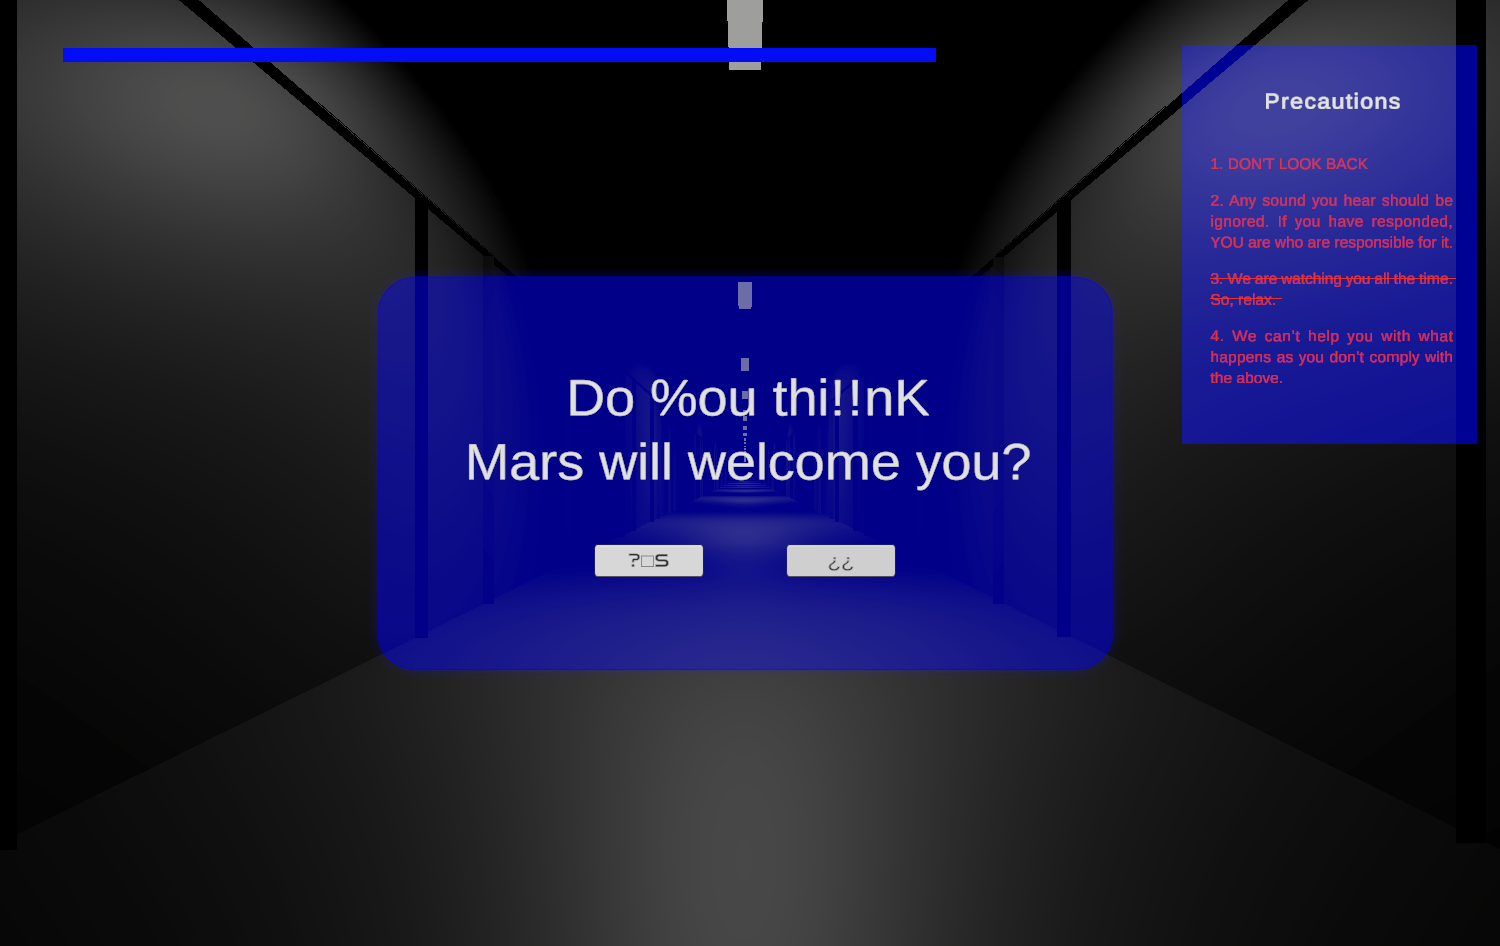 Precautions
1. DON'T LOOK BACK
2. Any sound you hear should be
ignored. If you have responded,
YOU are who are responsible for it.
3. We are watching you all the time.
So, relax.
4. We can't help you with what
happens as you don't comply with
the above.
Do %ou thi!!nK
Mars will welcome you?
?□S
¿¿